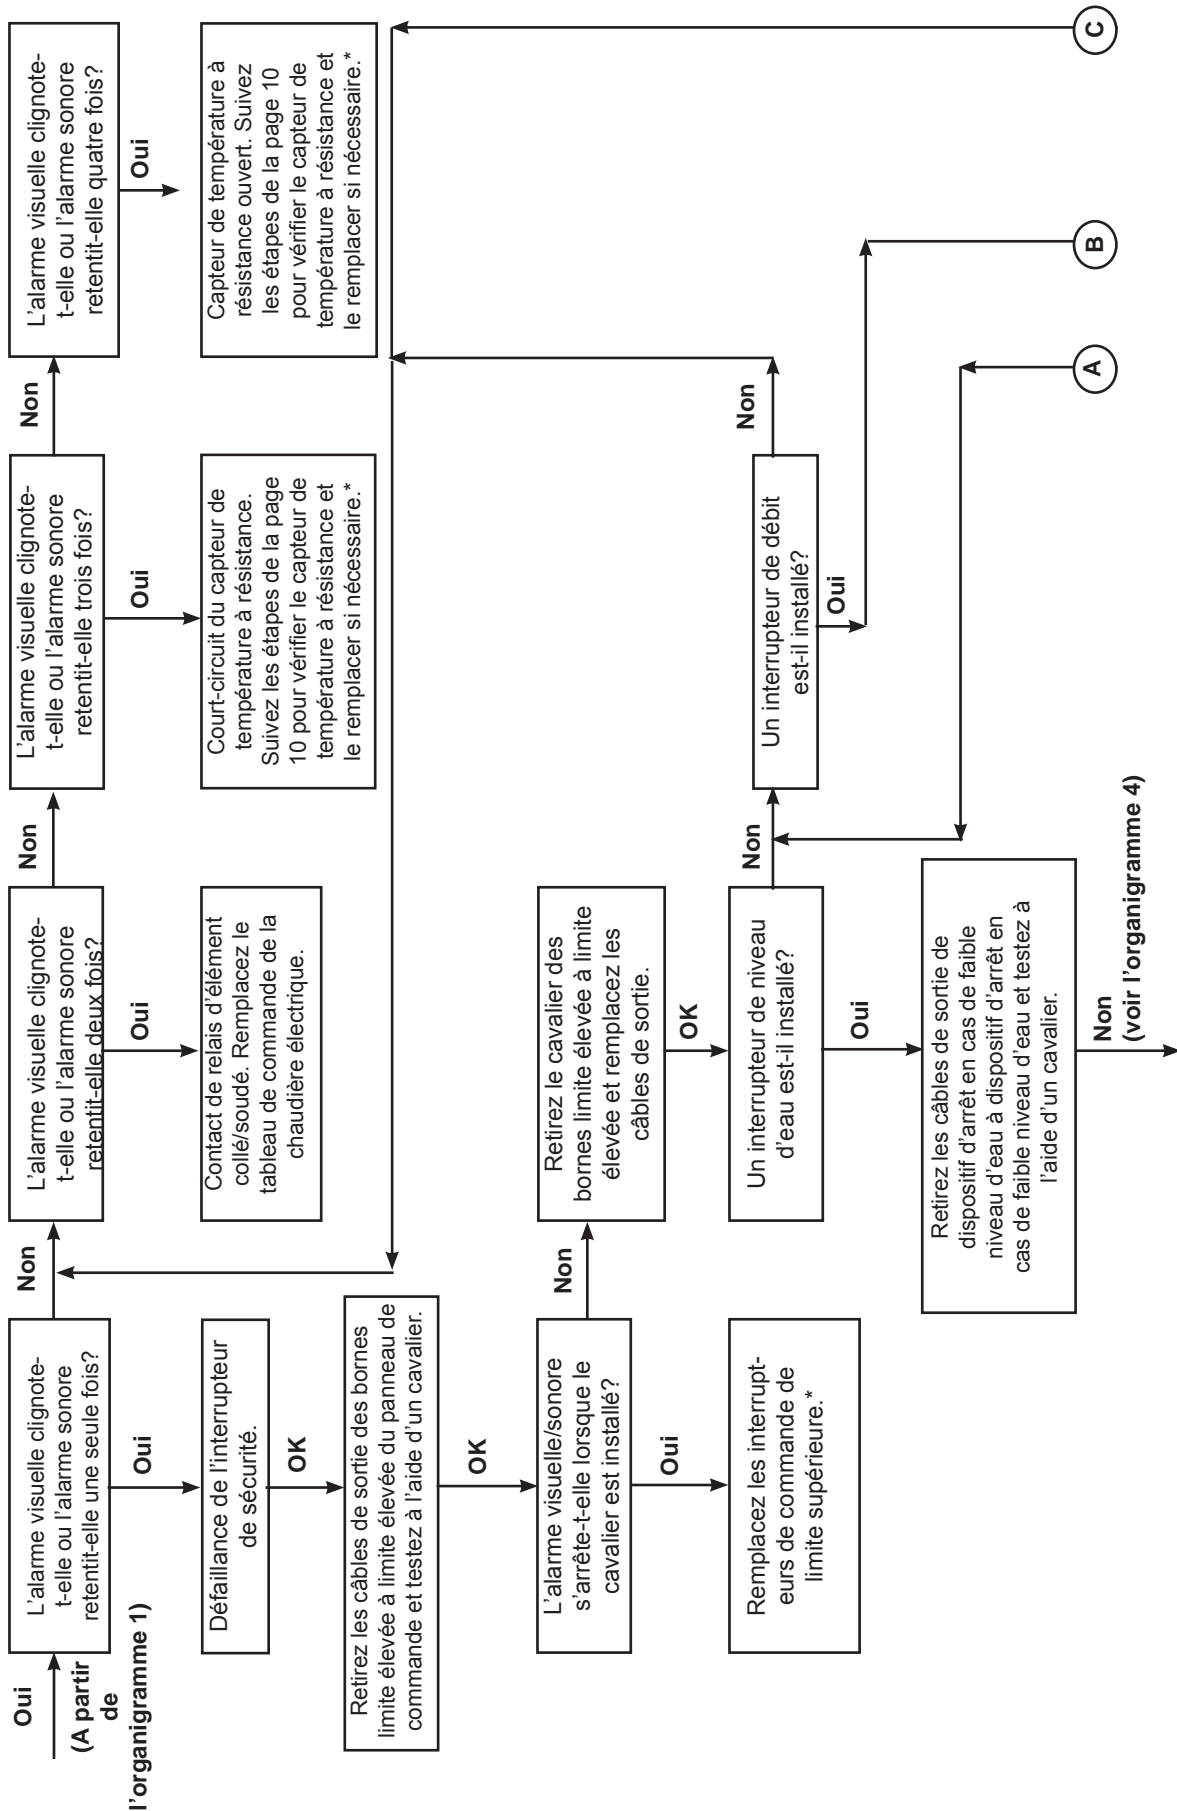 Oui
(A partir
de
l'organigramme 1)
L'alarme visuelle clignote-
t-elle ou l'alarme sonore
retentit-elle une seule fois?
Non
L'alarme visuelle clignote-
t-elle ou l'alarme sonore
retentit-elle deux fois?
Non
L'alarme visuelle clignote-
t-elle ou l'alarme sonore
retentit-elle trois fois?
Non
L'alarme visuelle clignote-
t-elle ou l'alarme sonore
retentit-elle quatre fois?
Oui
Oui
Oui
Oui
Défaillance de l'interrupteur
de sécurité.
Contact de relais d'élément
collé/soudé. Remplacez le
tableau de commande de la
chaudière électrique.
Court-circuit du capteur de
température à résistance.
Suivez les étapes de la page
10 pour vérifier le capteur de
température à résistance et
le remplacer si nécessaire.*
Capteur de température à
résistance ouvert. Suivez
les étapes de la page 10
pour vérifier le capteur de
température à résistance et
le remplacer si nécessaire.*
OK
Retirez les câbles de sortie des bornes
limite élevée à limite élevée du panneau de
commande et testez à l'aide d'un cavalier.
OK
L'alarme visuelle/sonore
s'arrête-t-elle lorsque le
cavalier est installé?
Non
Retirez le cavalier des
bornes limite élevée à limite
élevée et remplacez les
câbles de sortie.
Oui
OK
Remplacez les interrupt-
eurs de commande de
limite supérieure.*
Un interrupteur de niveau
d'eau est-il installé?
Non
Un interrupteur de débit
est-il installé?
Non
Oui
Oui
Retirez les câbles de sortie de
dispositif d'arrêt en cas de faible
niveau d'eau à dispositif d'arrêt en
cas de faible niveau d'eau et testez à
l'aide d'un cavalier.
Non
(voir l'organigramme 4)
A
B
C